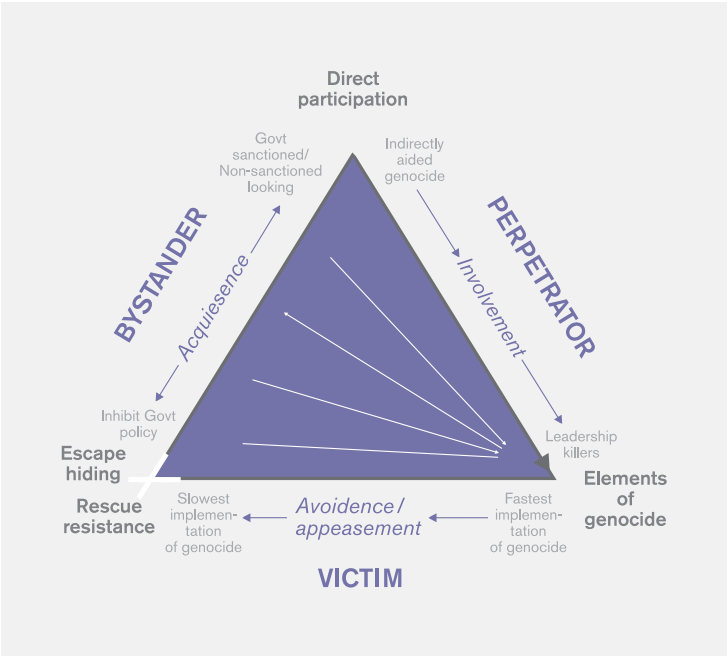 Direct
participation
Govt
sanctioned/
Non-sanctioned
looking
Indirectly
aided
genocide
BYSTANDER
Acquiesence
PERPETRATOR
Involvement
Inhibit Govt
policy
Escape
hiding
Rescue
resistance
Leadership
killers
Elements
of
genocide
Slowest
implemen-
tation
of genocide
Avoidence/
appeasement
Fastest
implemen-
tation
of genocide
VICTIM